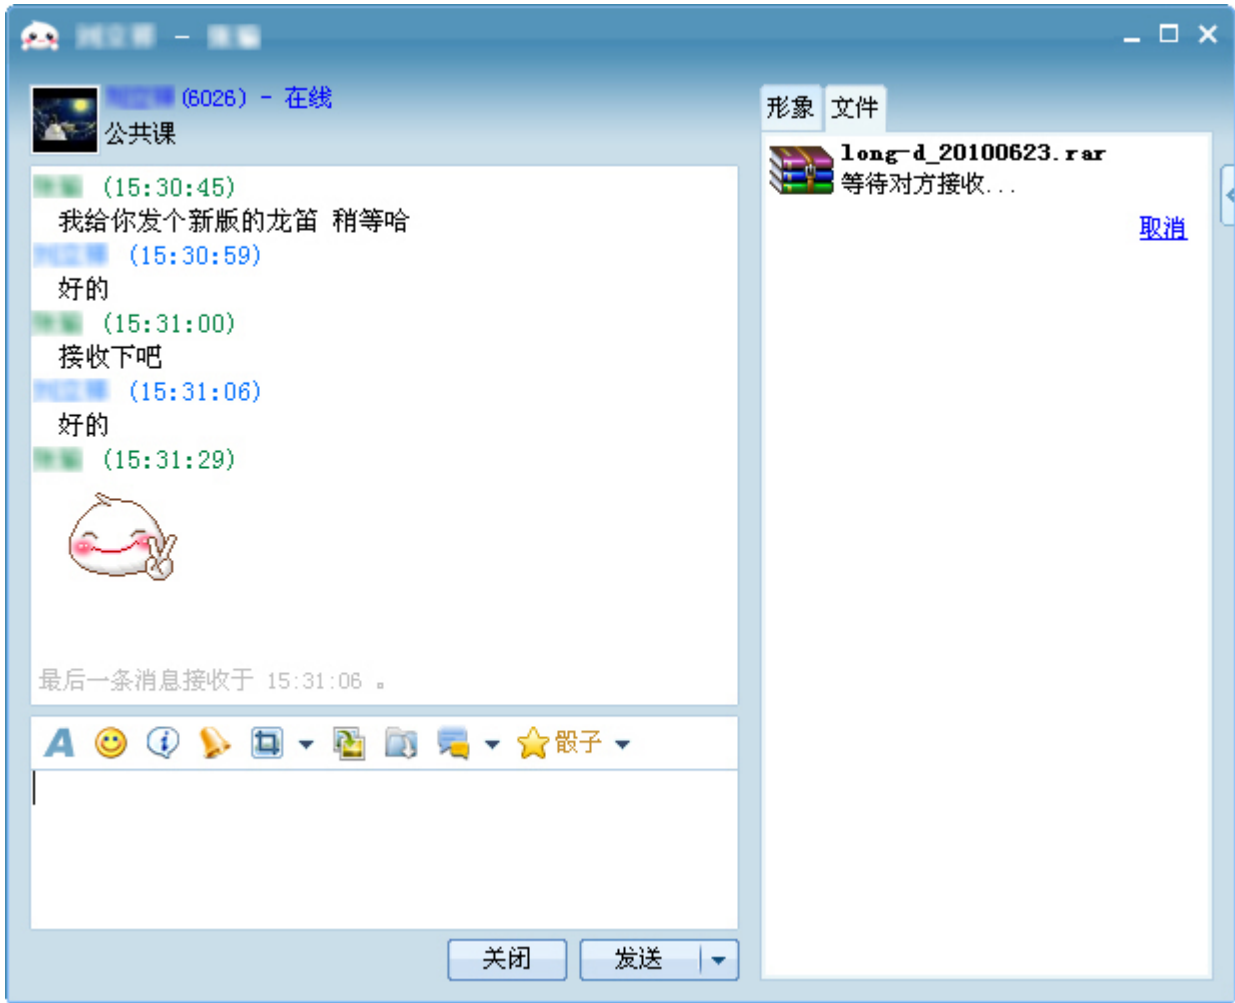 (6026) - 在线
公共课
(15:30:45)
我给你发个新版的龙笛 稍等哈
(15:30:59)
好的
(15:31:00)
接收下吧
(15:31:06)
好的
(15:31:29)
最后一条消息接收于 15:31:06 。
A
骰子
关闭
发送
形象
文件
long-d_20100623.rar
等待对方接收...
取消